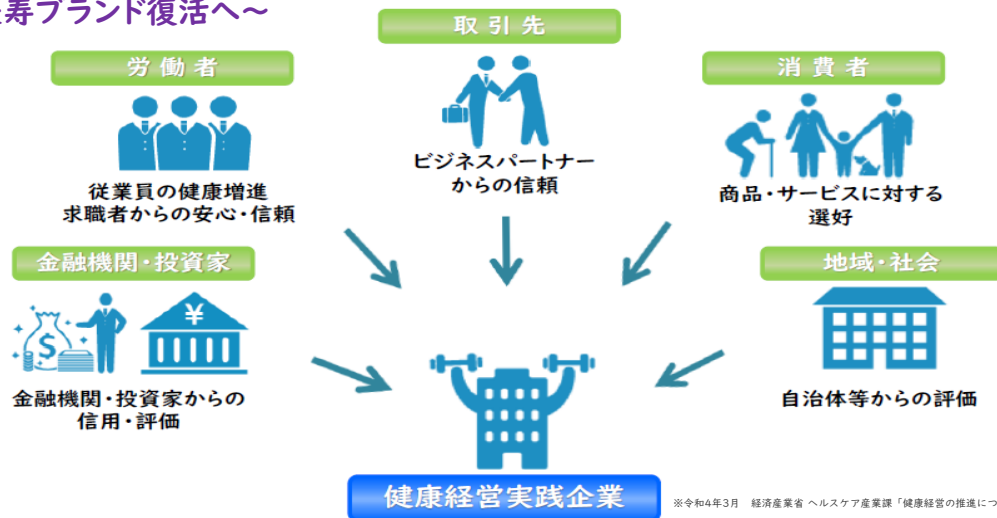 寿ブランド復活へ～
取引先
労働者
消費者
ビジネスパートナー
からの信頼
従業員の健康増進
求職者からの安心・信頼
商品・サービスに対する
選好
金融機関・投資家
地域・社会
¥
$
金融機関・投資家からの
信用・評価
自治体等からの評価
健康経営実践企業
※令和4年3月 経済産業省 ヘルスケア産業課「健康経営の推進につ